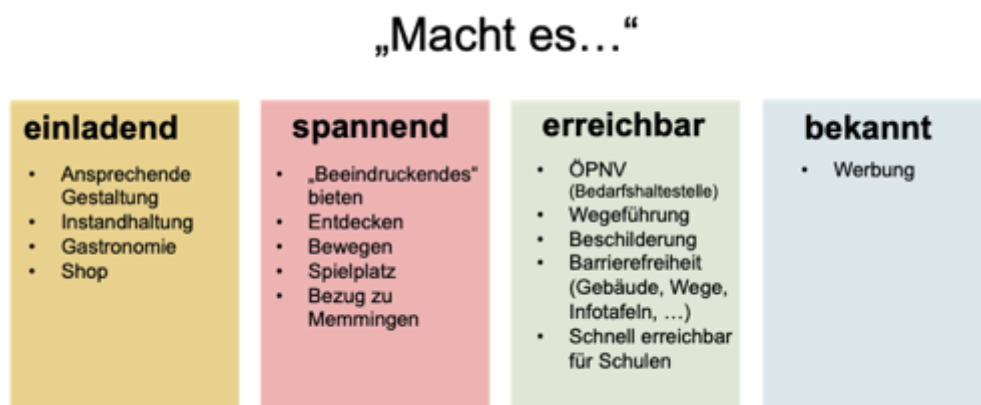 „Macht es…“
einladend
• Ansprechende
Gestaltung
• Instandhaltung
• Gastronomie
• Shop
spannend
• „Beeindruckendes“
bieten
• Entdecken
• Bewegen
• Spielplatz
• Bezug zu
Memmingen
erreichbar
• ÖPNV
(Bedarfshaltestelle)
• Wegeführung
• Beschilderung
• Barrierefreiheit
(Gebäude, Wege,
Infotafeln, …)
• Schnell erreichbar
für Schulen
bekannt
• Werbung